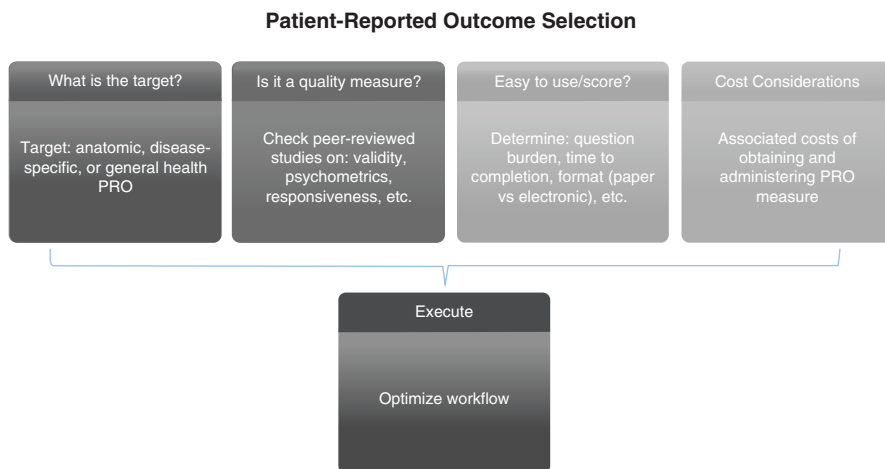 Patient-Reported Outcome Selection
What is the target?
Target: anatomic, disease-
specific, or general health
PRO
Is it a quality measure?
Check peer-reviewed
studies on: validity,
psychometrics,
responsiveness, etc.
Easy to use/score?
Determine: question
burden, time to
completion, format (paper
vs electronic), etc.
Cost Considerations
Associated costs of
obtaining and
administering PRO
measure
Execute
Optimize workflow